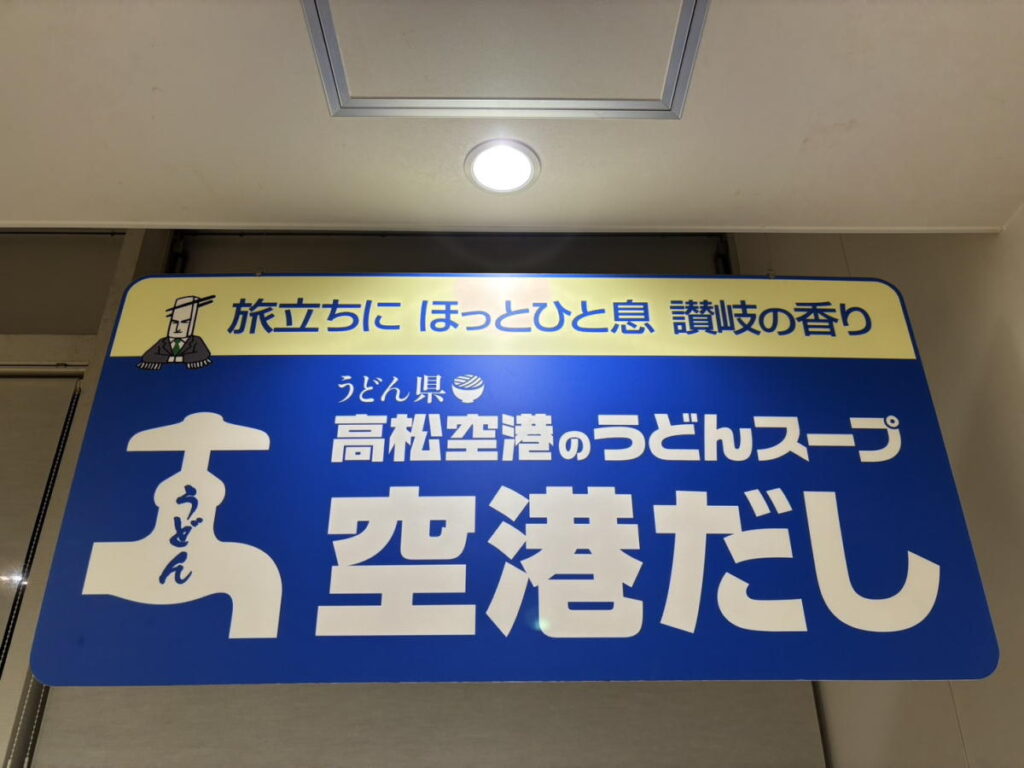 旅立ちに ほっとひと息 讃岐の香り
うどん県
高松空港のうどんスープ
空港だし
うどん